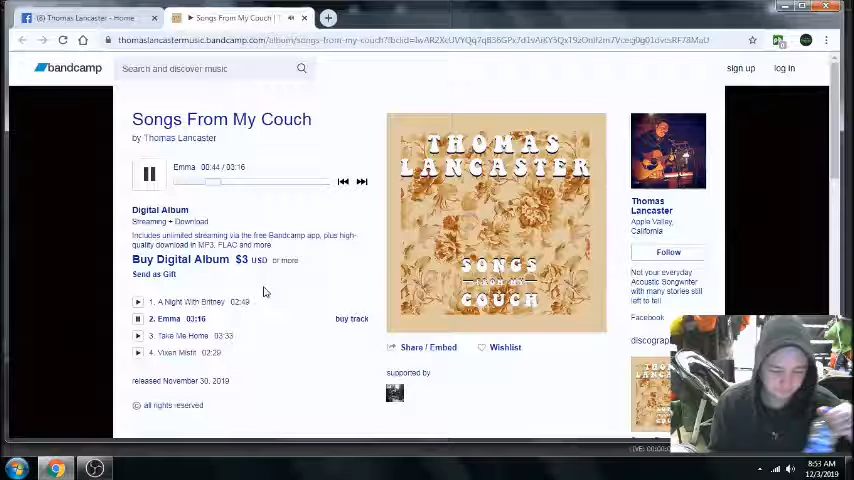 (8) Thomas Lancaster - Home
Songs From My Couch | T
bandcamp
Search and discover music
sign up
log in
Songs From My Couch
by Thomas Lancaster
Emma 00:44 / 03:16
Digital Album
Streaming + Download
Includes unlimited streaming via the free Bandcamp app, plus high-
quality download in MP3, FLAC and more
Buy Digital Album $3 USD or more
Send as Gift
1. A Night With Britney 02:49
2. Emma 03:16 buy track
3. Take Me Home 03:33
4. Vixen Misfit 02:29
released November 30, 2019
© all rights reserved
THOMAS
LANCASTER
SONGS
FROM MY
COUCH
Share / Embed
Wishlist
supported by
Thomas
Lancaster
Apple Valley,
California
Follow
Not your everyday
Acoustic Songwriter
with many stories still
left to tell
Facebook
LIVE:
8:53 AM
12/3/2019